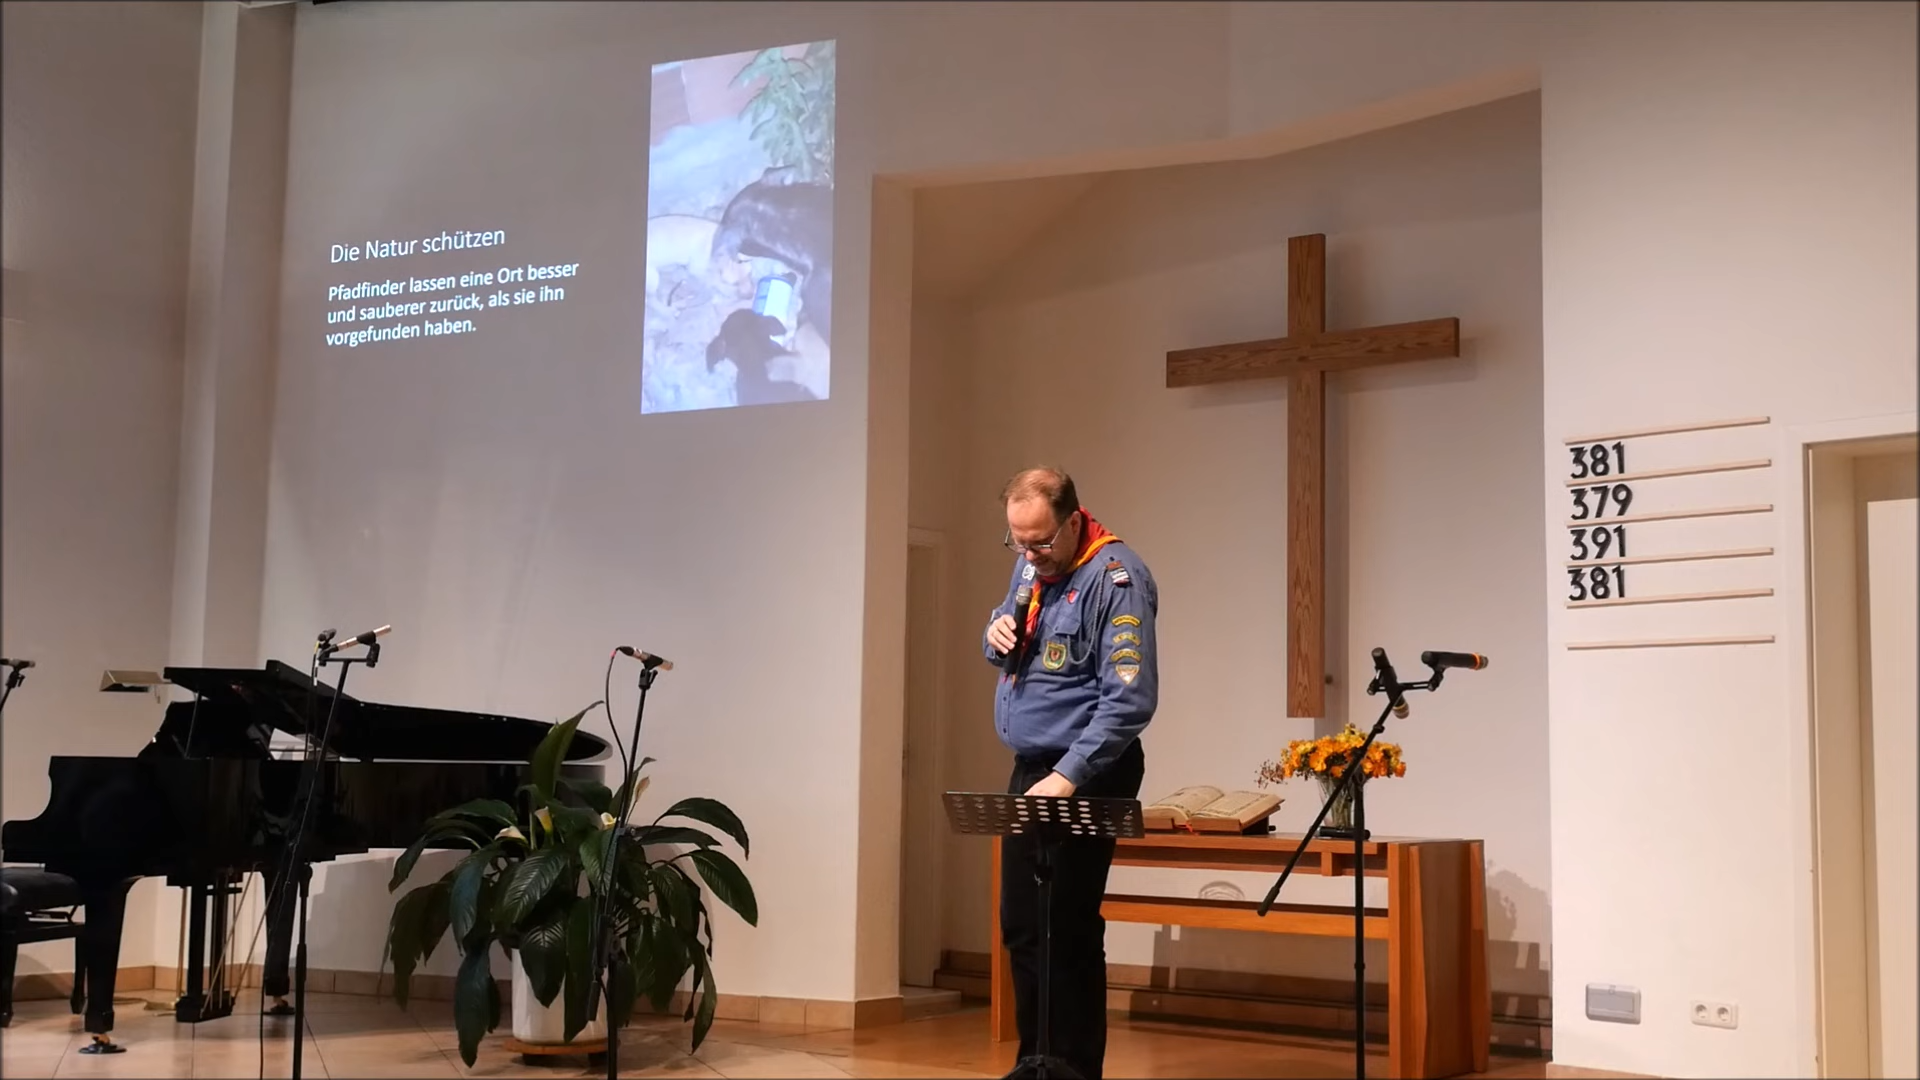 Die Natur schützen
Pfadfinder lassen eine Ort besser
und sauberer zurück, als sie ihn
vorgefunden haben.
381
379
391
381